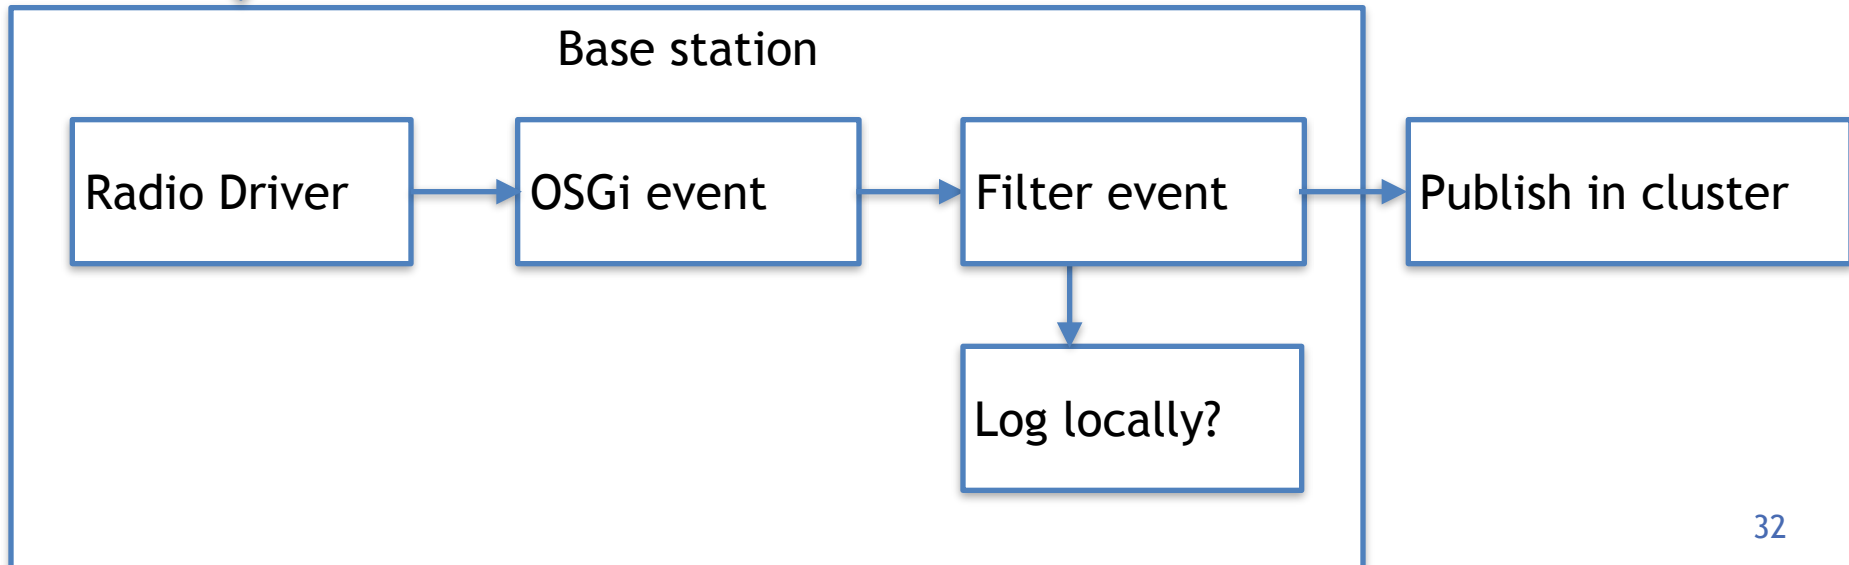 Base station
Radio Driver
OSGi event
Filter event
Publish in cluster
Log locally?
32